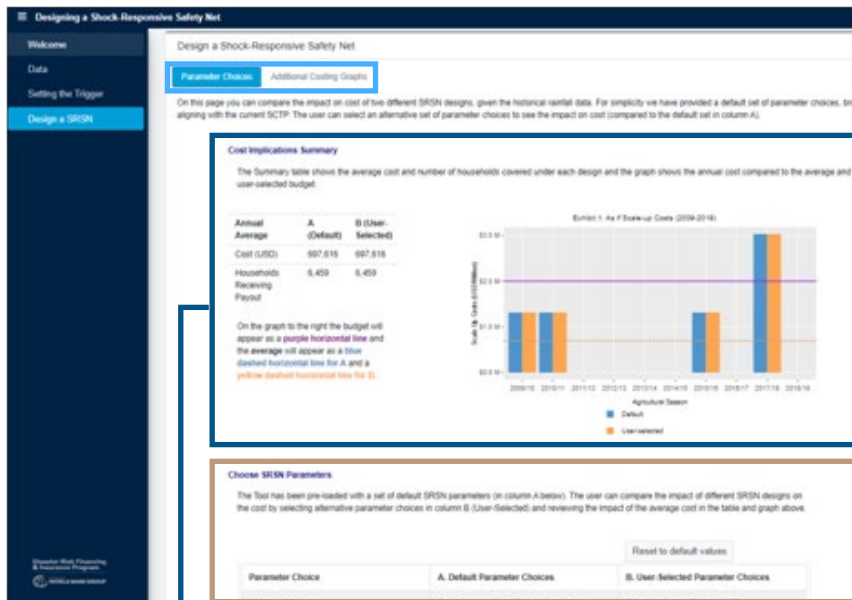 Designing a Shock-Responsive Safety Net
Welcome
Data
Setting the Trigger
Design a SRSN
Design a Shock-Responsive Safety Net
Parameter Choices
Additional Costing Graphs
On this page you can compare the impact on cost of two different SRSN designs, given the historical rainfall data. For simplicity we have provided a default set of parameter choices,
aligning with the current SCTP. The user can select an alternative set of parameter choices to see the impact on cost (compared to the default set in column A).
Cost Implications Summary
The Summary table shows the average cost and number of households covered under each design and the graph shows the annual cost compared to the average and
user-selected budget.
Annual Average A (Default) B (User-Selected)
Cost (USD) 697,616 697,616
Households Receiving Payout 6,459 6,459
On the graph to the right the budget will
appear as a purple horizontal line and
the average will appear as a blue
dashed horizontal line for A and a
yellow dashed horizontal line for B.
Exhibit 1: As If Scale-up Costs (2009-2019)
Scale Up Costs (USD Million)
$3.0 M
$2.0 M
$1.0 M
$0.0 M
2009/10 2010/11 2011/12 2012/13 2013/14 2014/15 2015/16 2016/17 2017/18 2018/19
Agricultural Season
Default
User-selected
Choose SRSN Parameters
The Tool has been pre-loaded with a set of default SRSN parameters (in column A below). The user can compare the impact of different SRSN designs on
the cost by selecting alternative parameter choices in column B (User-Selected) and reviewing the impact of the average cost in the table and graph above.
Reset to default values
Parameter Choice A. Default Parameter Choices B. User-Selected Parameter Choices
Disaster Risk Financing
& Insurance Program
WORLD BANK GROUP